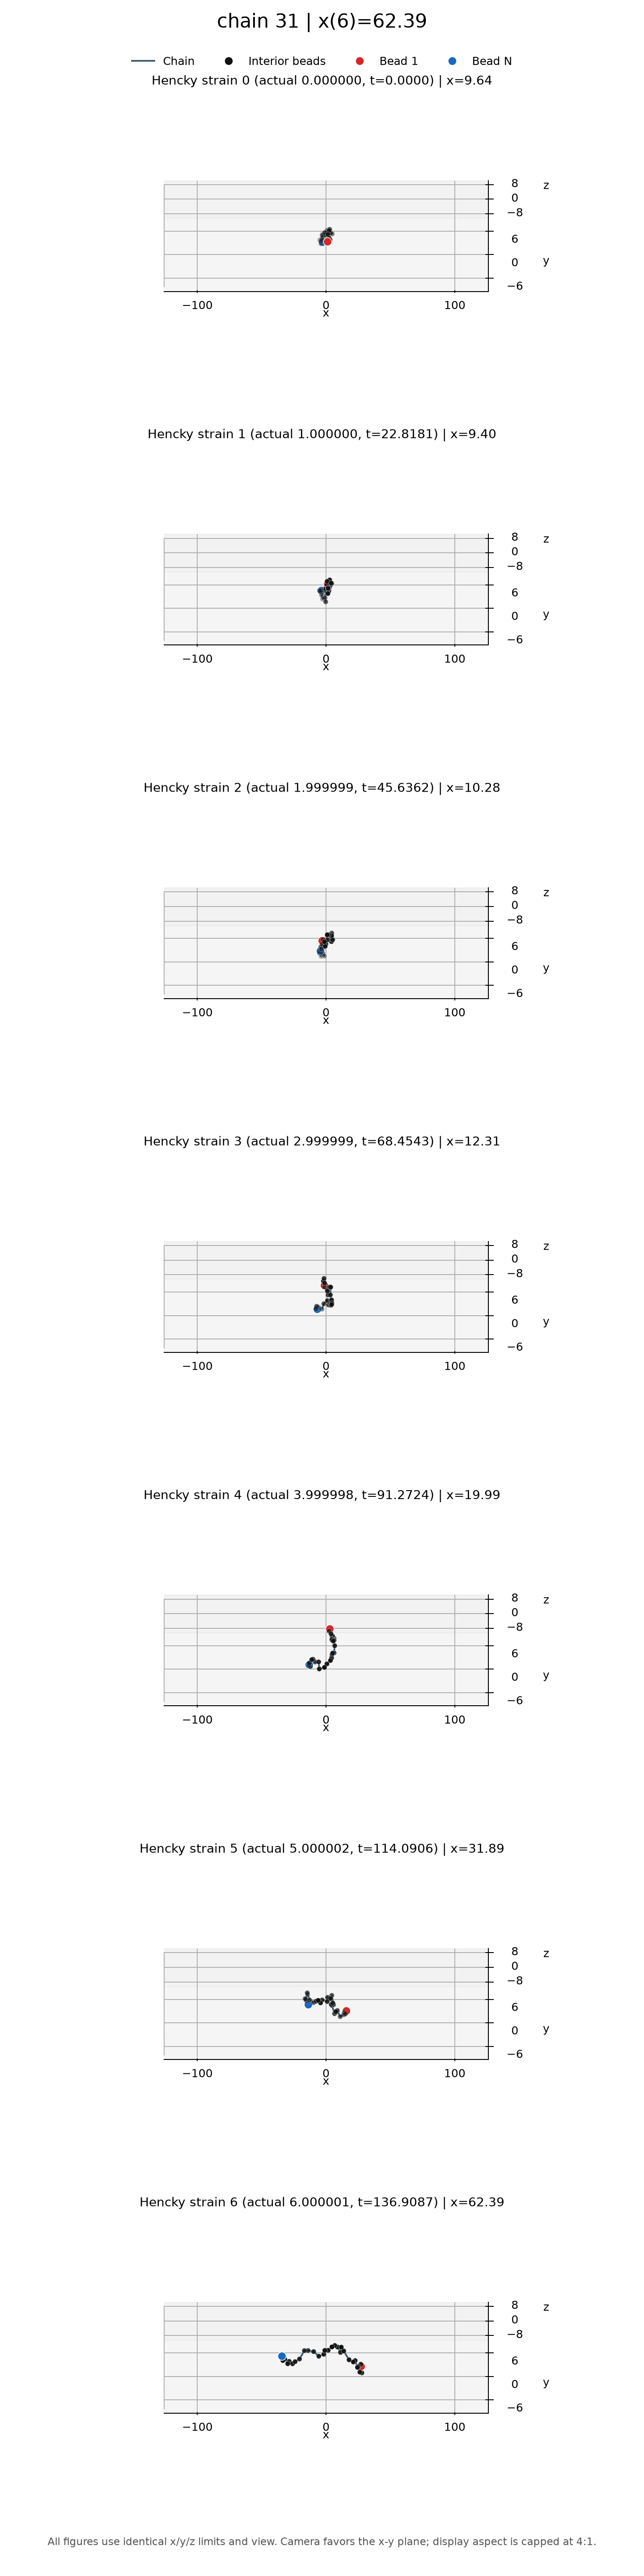 chain 31 | x(6)=62.39
Chain Interior beads Bead 1 Bead N
Hencky strain 0 (actual 0.000000, t=0.0000) | x=9.64
8
0
−8
z
6
0
−6
y
−100 0 100
x
Hencky strain 1 (actual 1.000000, t=22.8181) | x=9.40
8
0
−8
z
6
0
−6
y
−100 0 100
x
Hencky strain 2 (actual 1.999999, t=45.6362) | x=10.28
8
0
−8
z
6
0
−6
y
−100 0 100
x
Hencky strain 3 (actual 2.999999, t=68.4543) | x=12.31
8
0
−8
z
6
0
−6
y
−100 0 100
x
Hencky strain 4 (actual 3.999998, t=91.2724) | x=19.99
8
0
−8
z
6
0
−6
y
−100 0 100
x
Hencky strain 5 (actual 5.000002, t=114.0906) | x=31.89
8
0
−8
z
6
0
−6
y
−100 0 100
x
Hencky strain 6 (actual 6.000001, t=136.9087) | x=62.39
8
0
−8
z
6
0
−6
y
−100 0 100
x
All figures use identical x/y/z limits and view. Camera favors the x-y plane; display aspect is capped at 4:1.